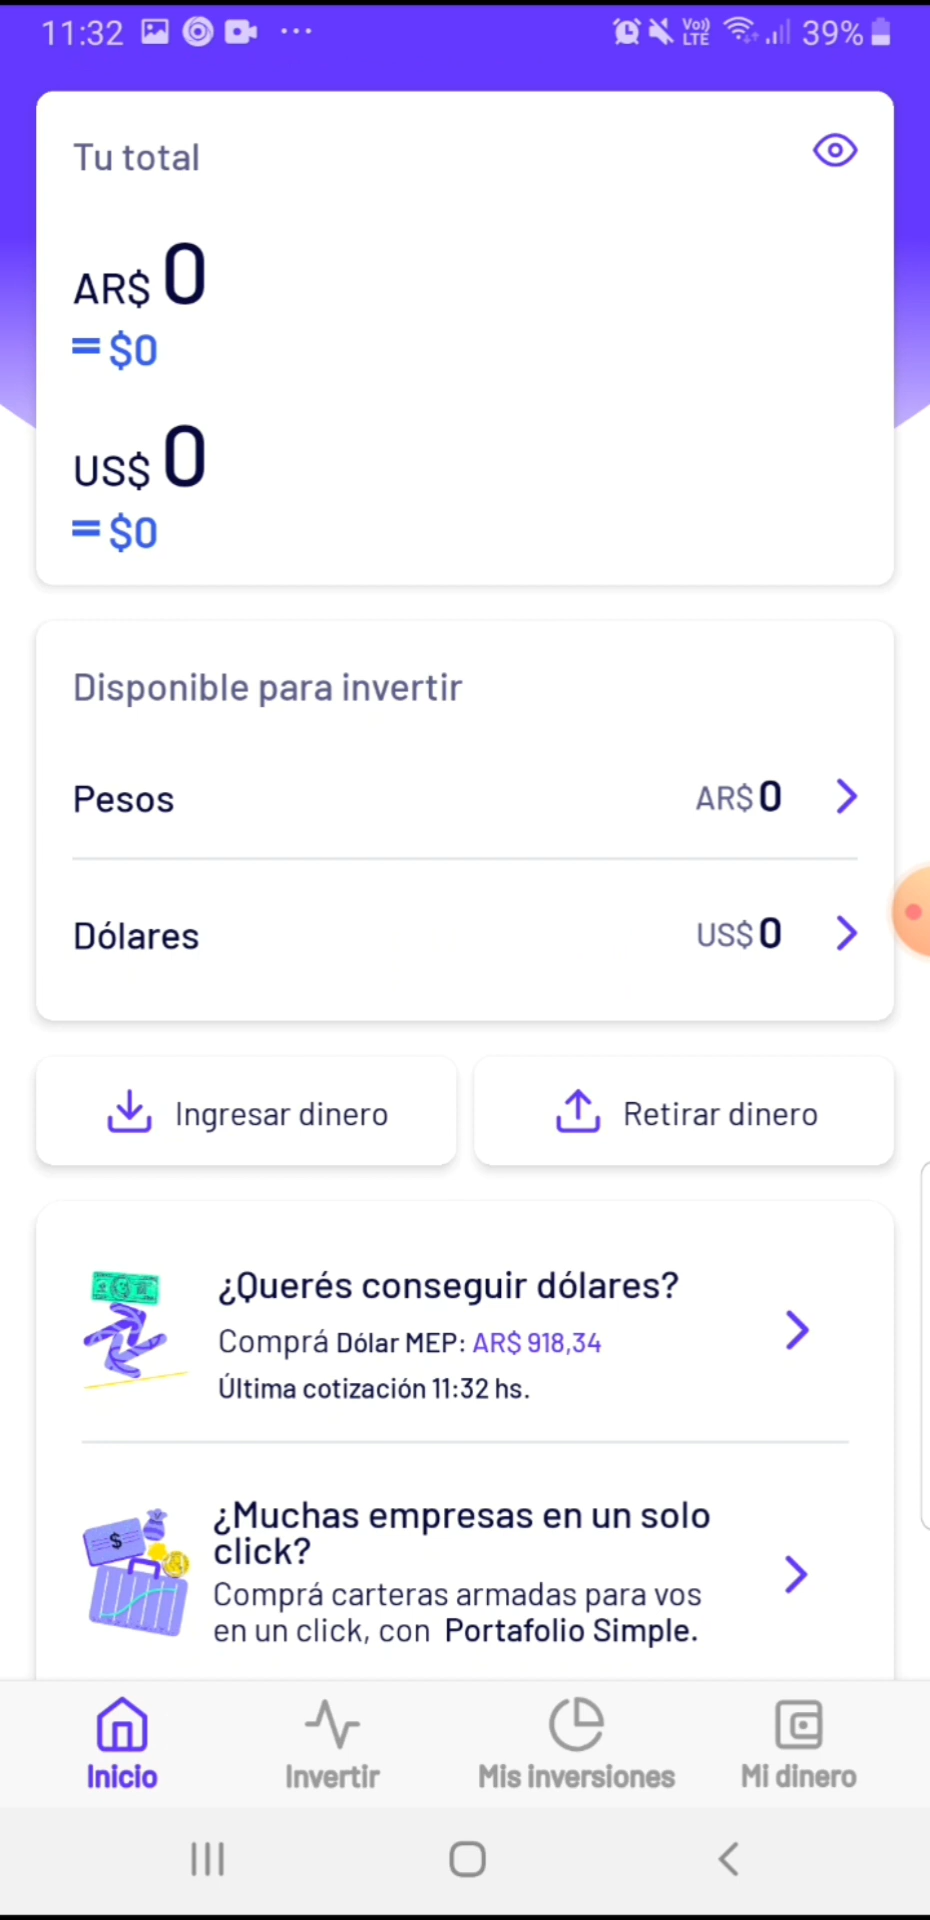 11:32
Vo)) LTE
39%
Tu total
AR$ 0
= $0
US$ 0
= $0
Disponible para invertir
Pesos AR$ 0
Dólares US$ 0
Ingresar dinero
Retirar dinero
¿Querés conseguir dólares?
Comprá Dólar MEP: AR$ 918,34
Última cotización 11:32 hs.
¿Muchas empresas en un solo
click?
Comprá carteras armadas para vos
en un click, con Portafolio Simple.
Inicio
Invertir
Mis inversiones
Mi dinero